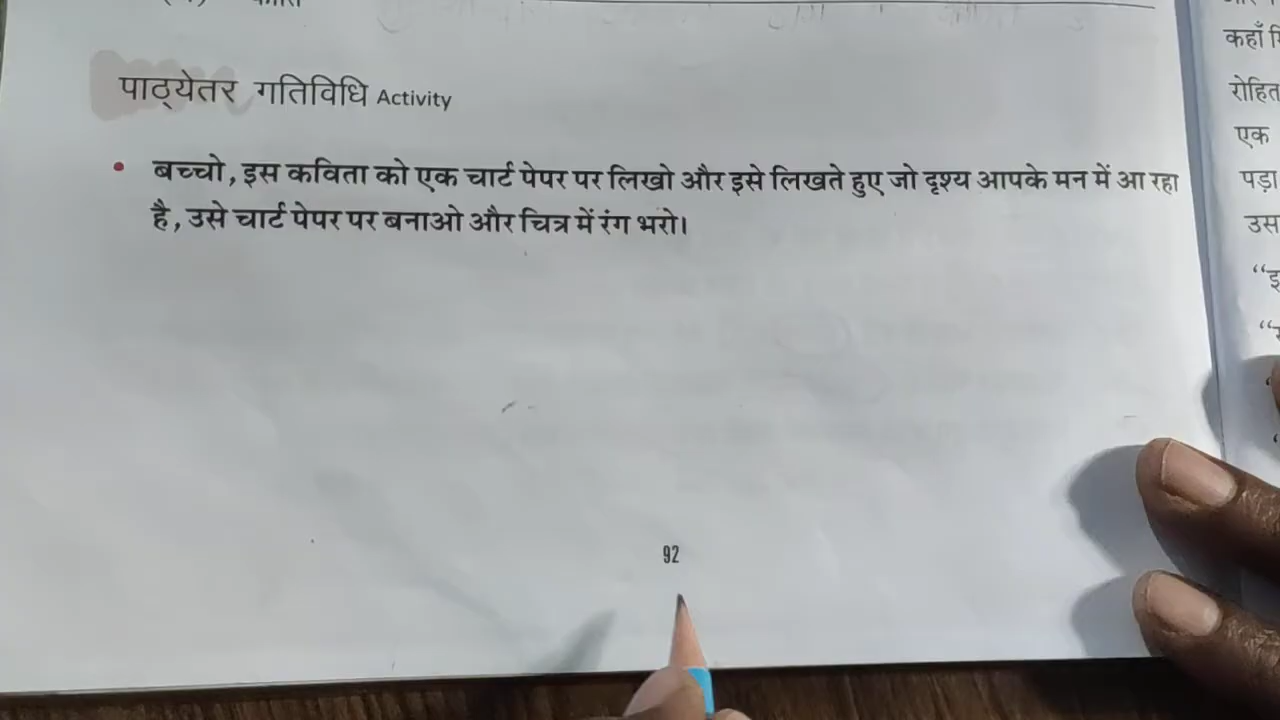 पाठ्येतर गतिविधि Activity
• बच्चो, इस कविता को एक चार्ट पेपर पर लिखो और इसे लिखते हुए जो दृश्य आपके मन में आ रहा
है, उसे चार्ट पेपर पर बनाओ और चित्र में रंग भरो।
92
कहाँ
रोहित
एक
पड़ा
उस